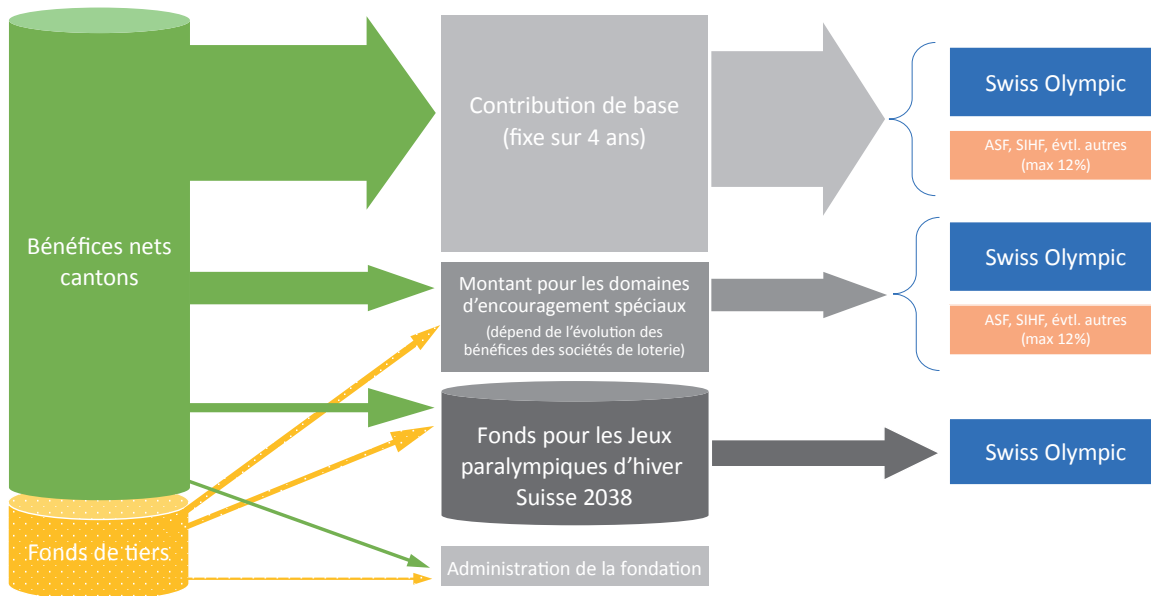 Bénéfices nets
cantons
Fonds de tiers
Contribution de base
(fixe sur 4 ans)
Montant pour les domaines
d'encouragement spéciaux
(dépend de l'évolution des
bénéfices des sociétés de loterie)
Fonds pour les Jeux
paralympiques d'hiver
Suisse 2038
Administration de la fondation
Swiss Olympic
ASF, SIHF, évtl. autres
(max 12%)
Swiss Olympic
ASF, SIHF, évtl. autres
(max 12%)
Swiss Olympic